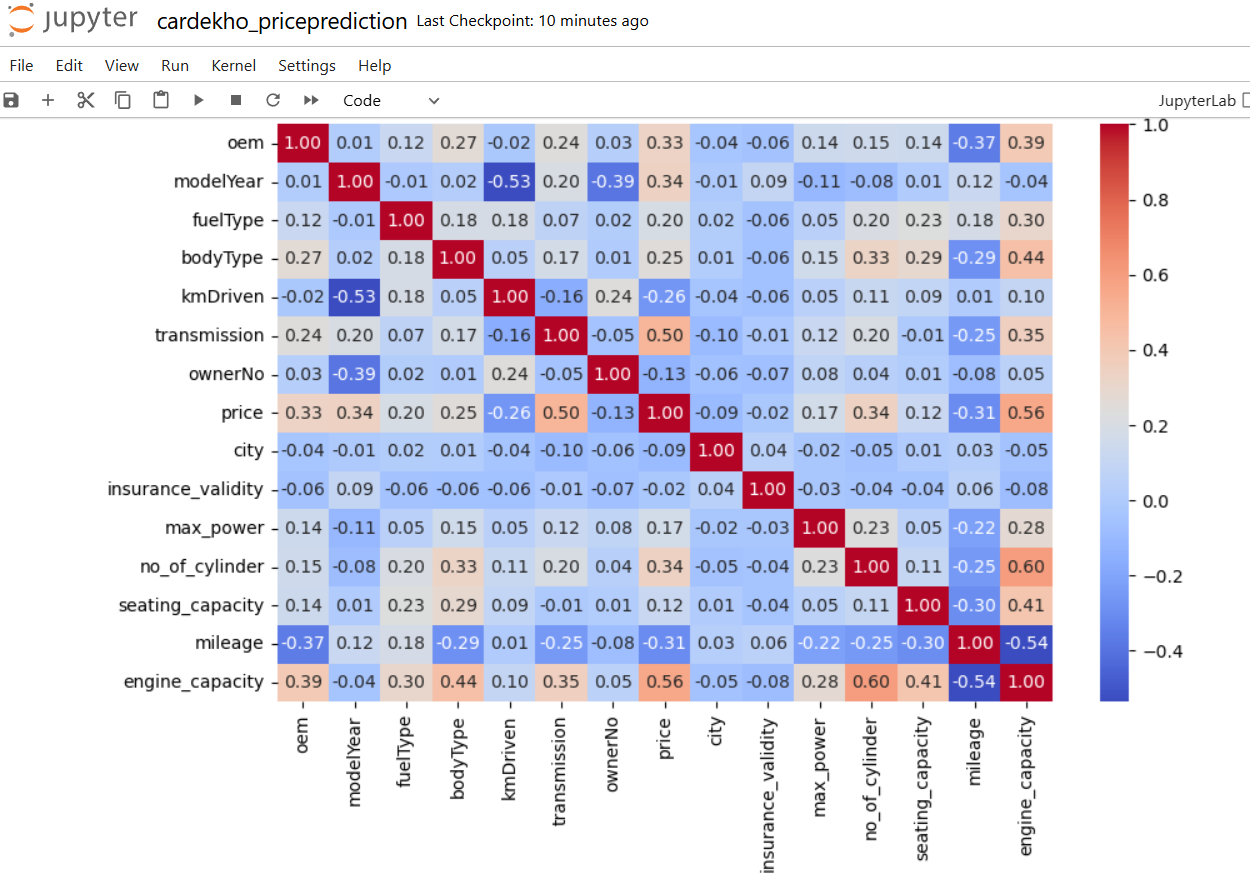 jupyter cardekho_priceprediction Last Checkpoint: 10 minutes ago
File Edit View Run Kernel Settings Help
Code JupyterLab
oem 1.00 0.01 0.12 0.27 -0.02 0.24 0.03 0.33 -0.04 -0.06 0.14 0.15 0.14 -0.37 0.39
modelYear 0.01 1.00 -0.01 0.02 -0.53 0.20 -0.39 0.34 -0.01 0.09 -0.11 -0.08 0.01 0.12 -0.04
fuelType 0.12 -0.01 1.00 0.18 0.18 0.07 0.02 0.20 0.02 -0.06 0.05 0.20 0.23 0.18 0.30
bodyType 0.27 0.02 0.18 1.00 0.05 0.17 0.01 0.25 0.01 -0.06 0.15 0.33 0.29 -0.29 0.44
kmDriven -0.02 -0.53 0.18 0.05 1.00 -0.16 0.24 -0.26 -0.04 -0.06 0.05 0.11 0.09 0.01 0.10
transmission 0.24 0.20 0.07 0.17 -0.16 1.00 -0.05 0.50 -0.10 -0.01 0.12 0.20 -0.01 -0.25 0.35
ownerNo 0.03 -0.39 0.02 0.01 0.24 -0.05 1.00 -0.13 -0.06 -0.07 0.08 0.04 0.01 -0.08 0.05
price 0.33 0.34 0.20 0.25 -0.26 0.50 -0.13 1.00 -0.09 -0.02 0.17 0.34 0.12 -0.31 0.56
city -0.04 -0.01 0.02 0.01 -0.04 -0.10 -0.06 -0.09 1.00 0.04 -0.02 -0.05 0.01 0.03 -0.05
insurance_validity -0.06 0.09 -0.06 -0.06 -0.06 -0.01 -0.07 -0.02 0.04 1.00 -0.03 -0.04 -0.04 0.06 -0.08
max_power 0.14 -0.11 0.05 0.15 0.05 0.12 0.08 0.17 -0.02 -0.03 1.00 0.23 0.05 -0.22 0.28
no_of_cylinder 0.15 -0.08 0.20 0.33 0.11 0.20 0.04 0.34 -0.05 -0.04 0.23 1.00 0.11 -0.25 0.60
seating_capacity 0.14 0.01 0.23 0.29 0.09 -0.01 0.01 0.12 0.01 -0.04 0.05 0.11 1.00 -0.30 0.41
mileage -0.37 0.12 0.18 -0.29 0.01 -0.25 -0.08 -0.31 0.03 0.06 -0.22 -0.25 -0.30 1.00 -0.54
engine_capacity 0.39 -0.04 0.30 0.44 0.10 0.35 0.05 0.56 -0.05 -0.08 0.28 0.60 0.41 -0.54 1.00
oem
modelYear
fuelType
bodyType
kmDriven
transmission
ownerNo
price
city
insurance_validity
max_power
no_of_cylinder
seating_capacity
mileage
engine_capacity
1.0
0.8
0.6
0.4
0.2
0.0
−0.2
−0.4